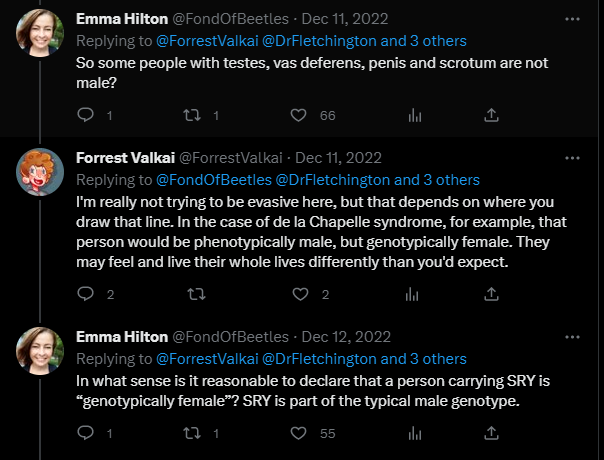 Emma Hilton @FondOfBeetles · Dec 11, 2022
Replying to @ForrestValkai @DrFletchington and 3 others
So some people with testes, vas deferens, penis and scrotum are not
male?
1 1 66
Forrest Valkai @ForrestValkai · Dec 11, 2022
Replying to @FondOfBeetles @DrFletchington and 3 others
I'm really not trying to be evasive here, but that depends on where you
draw that line. In the case of de la Chapelle syndrome, for example, that
person would be phenotypically male, but genotypically female. They
may feel and live their whole lives differently than you'd expect.
2 2
Emma Hilton @FondOfBeetles · Dec 12, 2022
Replying to @ForrestValkai @DrFletchington and 3 others
In what sense is it reasonable to declare that a person carrying SRY is
“genotypically female”? SRY is part of the typical male genotype.
1 1 55